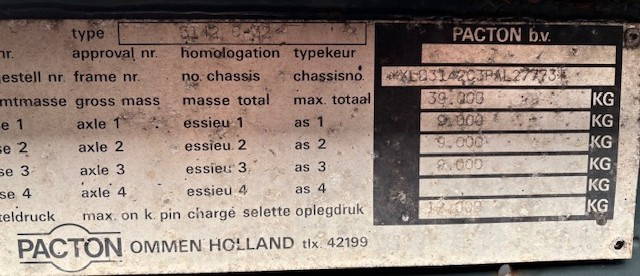 type PACTON b.v.
nr. approval nr. homologation typekeur
gestell nr. frame nr. no. chassis chassisno.
mtmasse gross mass masse total max. totaal 39.000 KG
se 1 axle 1 essieu 1 as 1 9.000 KG
se 2 axle 2 essieu 2 as 2 9.000 KG
se 3 axle 3 essieu 3 as 3 9.000 KG
se 4 axle 4 essieu 4 as 4 KG
teldruck max. on k. pin chargé selette oplegdruk KG
PACTON OMMEN HOLLAND tlx. 42199